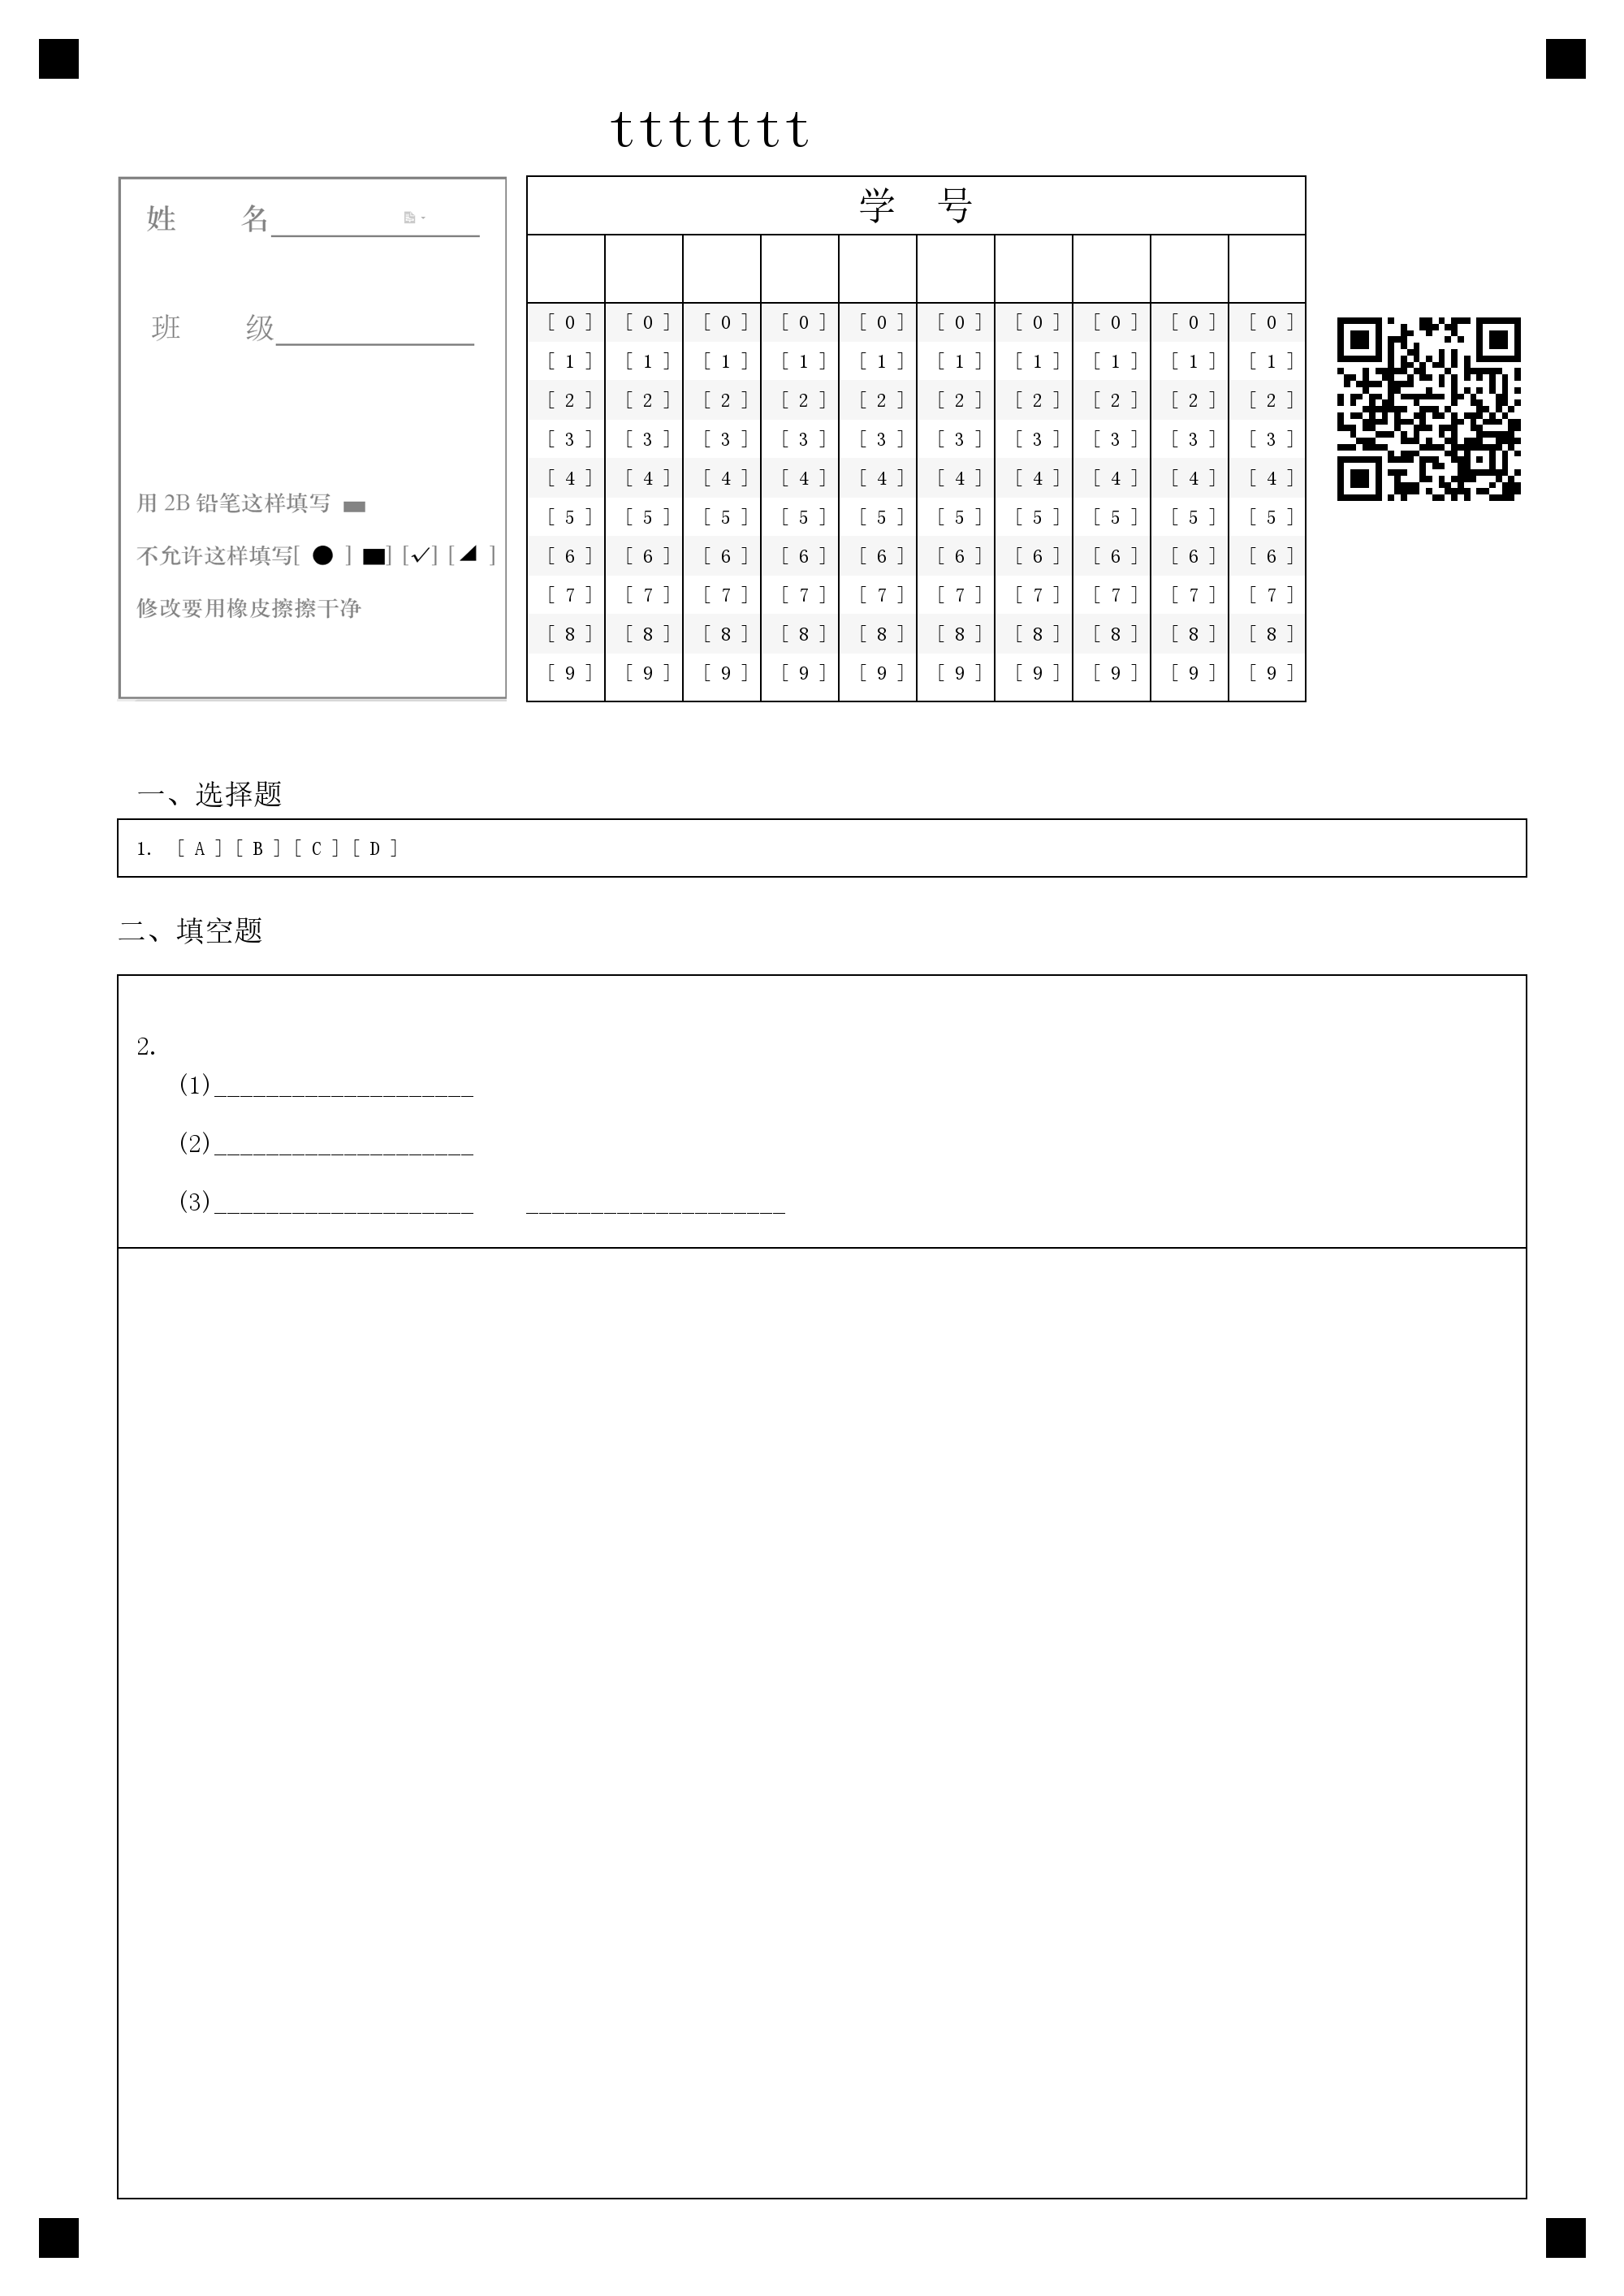 ttttttt
姓 名
班 级
用 2B 铅笔这样填写
不允许这样填写[ ● ] ■] [✓] [◢ ]
修改要用橡皮擦擦干净
学 号
[ 0 ] [ 0 ] [ 0 ] [ 0 ] [ 0 ] [ 0 ] [ 0 ] [ 0 ] [ 0 ] [ 0 ]
[ 1 ] [ 1 ] [ 1 ] [ 1 ] [ 1 ] [ 1 ] [ 1 ] [ 1 ] [ 1 ] [ 1 ]
[ 2 ] [ 2 ] [ 2 ] [ 2 ] [ 2 ] [ 2 ] [ 2 ] [ 2 ] [ 2 ] [ 2 ]
[ 3 ] [ 3 ] [ 3 ] [ 3 ] [ 3 ] [ 3 ] [ 3 ] [ 3 ] [ 3 ] [ 3 ]
[ 4 ] [ 4 ] [ 4 ] [ 4 ] [ 4 ] [ 4 ] [ 4 ] [ 4 ] [ 4 ] [ 4 ]
[ 5 ] [ 5 ] [ 5 ] [ 5 ] [ 5 ] [ 5 ] [ 5 ] [ 5 ] [ 5 ] [ 5 ]
[ 6 ] [ 6 ] [ 6 ] [ 6 ] [ 6 ] [ 6 ] [ 6 ] [ 6 ] [ 6 ] [ 6 ]
[ 7 ] [ 7 ] [ 7 ] [ 7 ] [ 7 ] [ 7 ] [ 7 ] [ 7 ] [ 7 ] [ 7 ]
[ 8 ] [ 8 ] [ 8 ] [ 8 ] [ 8 ] [ 8 ] [ 8 ] [ 8 ] [ 8 ] [ 8 ]
[ 9 ] [ 9 ] [ 9 ] [ 9 ] [ 9 ] [ 9 ] [ 9 ] [ 9 ] [ 9 ] [ 9 ]
一、选择题
1. [ A ] [ B ] [ C ] [ D ]
二、填空题
2.
(1)____________________
(2)____________________
(3)____________________ ____________________